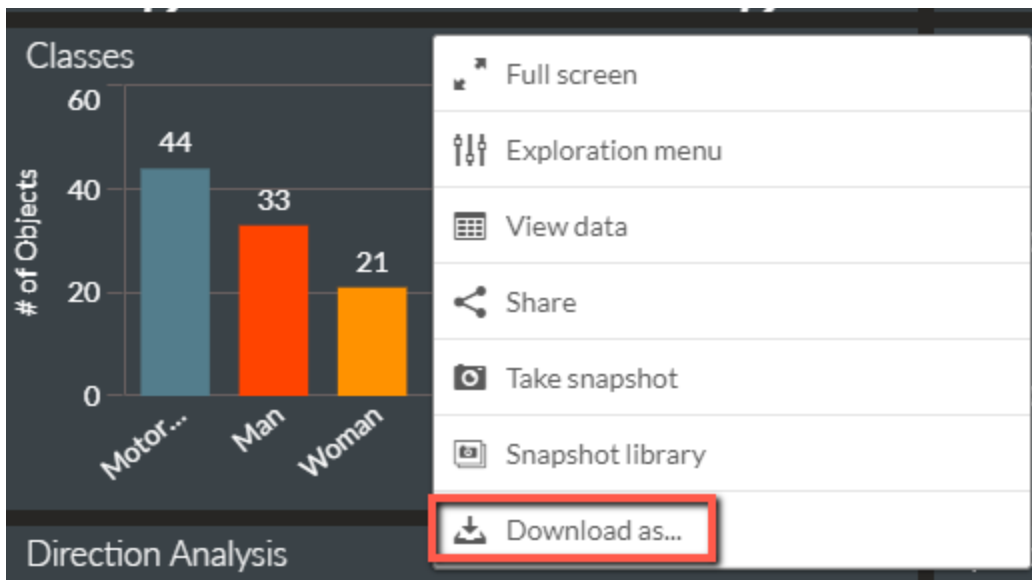 Classes
60
40
20
0
# of Objects
44
33
21
Motor...
Man
Woman
Direction Analysis
Full screen
Exploration menu
View data
Share
Take snapshot
Snapshot library
Download as...